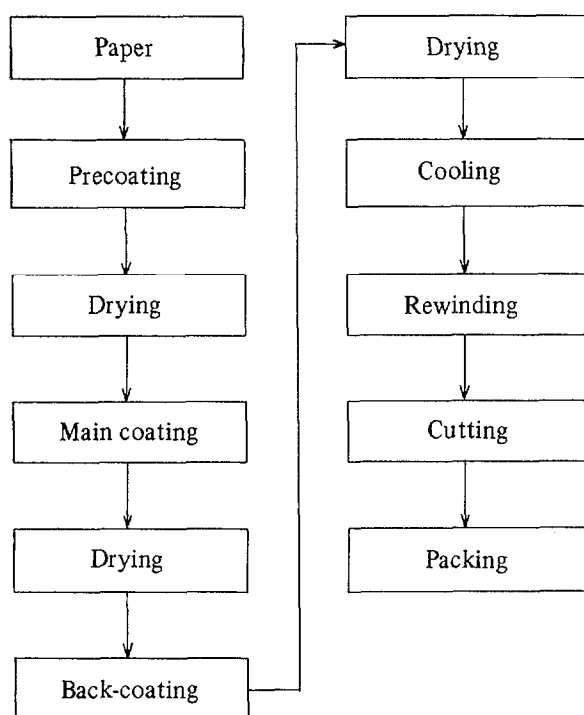 Paper
Precoating
Drying
Main coating
Drying
Back-coating
Drying
Cooling
Rewinding
Cutting
Packing